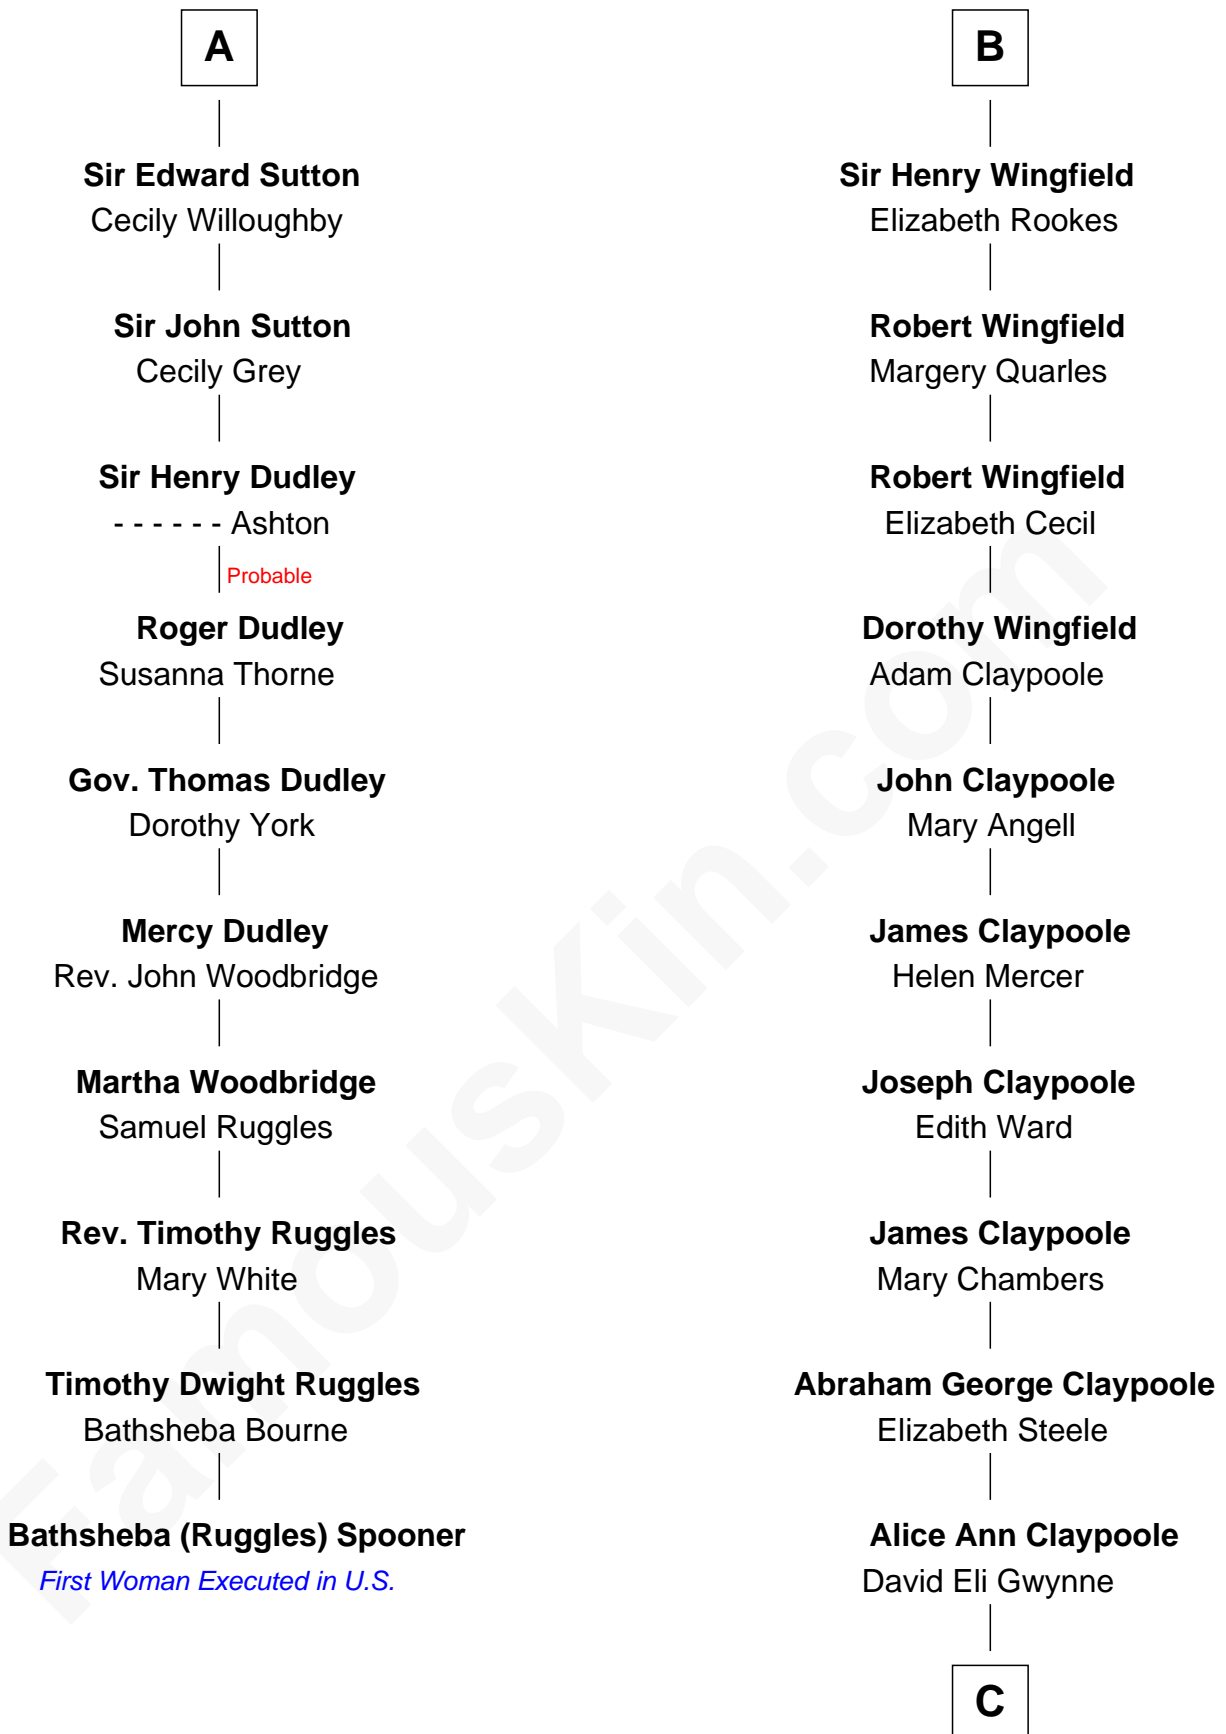 A
Sir Edward Sutton
Cecily Willoughby
Sir John Sutton
Cecily Grey
Sir Henry Dudley
- - - - - - Ashton
Probable
Roger Dudley
Susanna Thorne
Gov. Thomas Dudley
Dorothy York
Mercy Dudley
Rev. John Woodbridge
Martha Woodbridge
Samuel Ruggles
Rev. Timothy Ruggles
Mary White
Timothy Dwight Ruggles
Bathsheba Bourne
Bathsheba (Ruggles) Spooner
First Woman Executed in U.S.
B
Sir Henry Wingfield
Elizabeth Rookes
Robert Wingfield
Margery Quarles
Robert Wingfield
Elizabeth Cecil
Dorothy Wingfield
Adam Claypoole
John Claypoole
Mary Angell
James Claypoole
Helen Mercer
Joseph Claypoole
Edith Ward
James Claypoole
Mary Chambers
Abraham George Claypoole
Elizabeth Steele
Alice Ann Claypoole
David Eli Gwynne
C
FamousKin.com